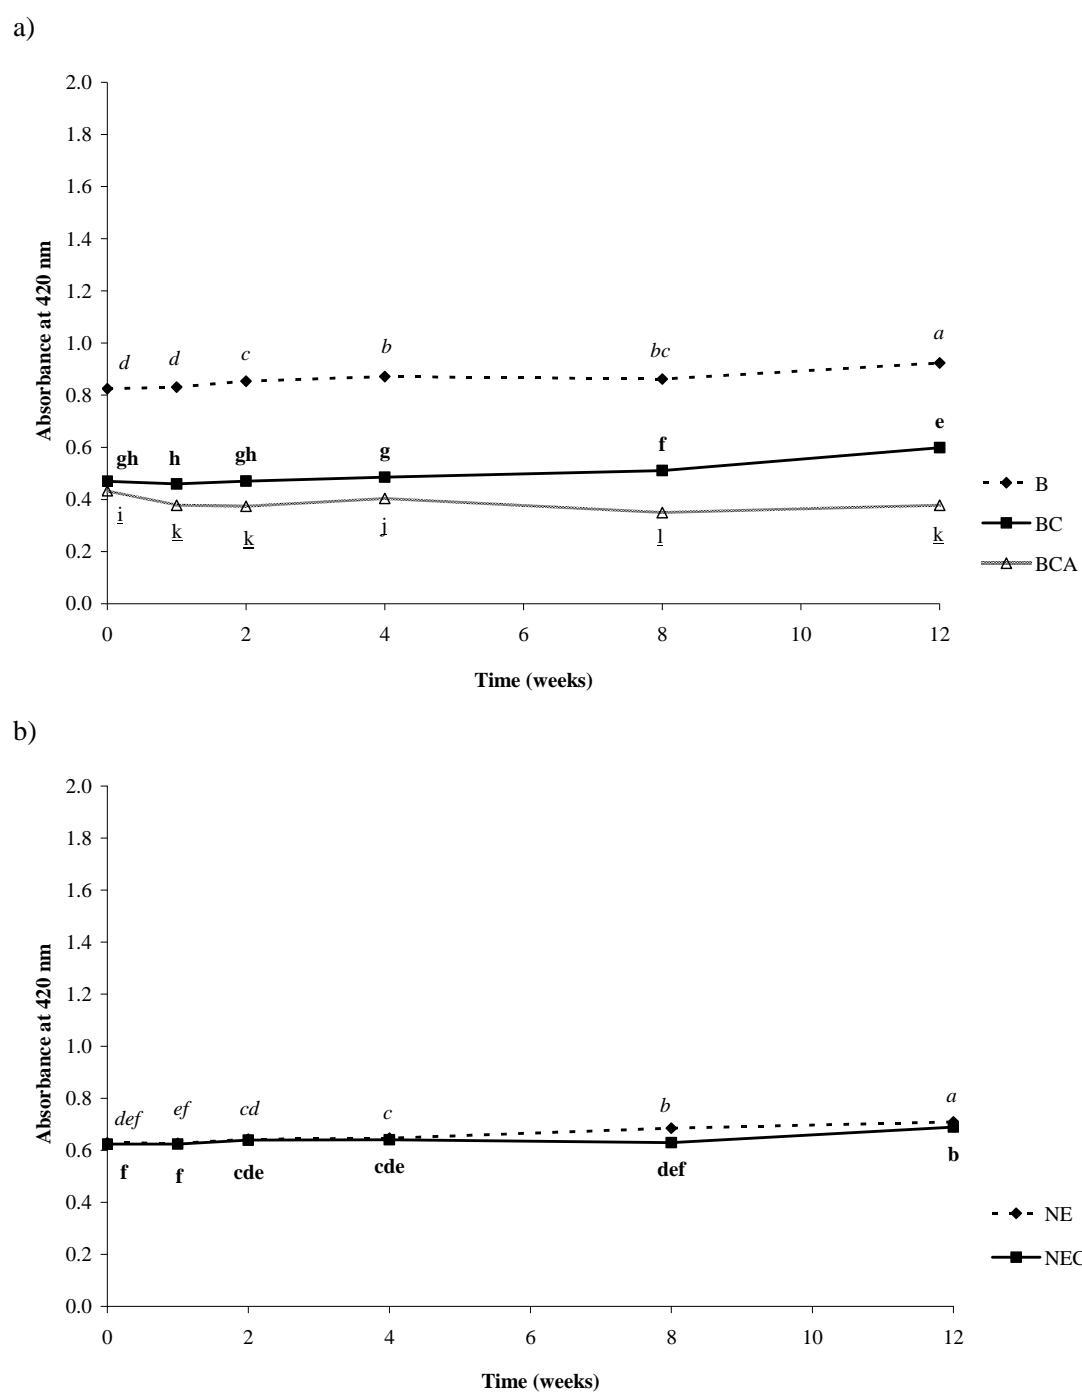 a)
2.0
1.8
1.6
1.4
1.2
1.0
0.8
0.6
0.4
0.2
0.0
Absorbance at 420 nm
d d c b bc a
gh h gh g f e
i k k j l k
B
BC
BCA
0 2 4 6 8 10 12
Time (weeks)
b)
2.0
1.8
1.6
1.4
1.2
1.0
0.8
0.6
0.4
0.2
0.0
Absorbance at 420 nm
def ef cd c b a
f f cde cde def b
NE
NEC
0 2 4 6 8 10 12
Time (weeks)